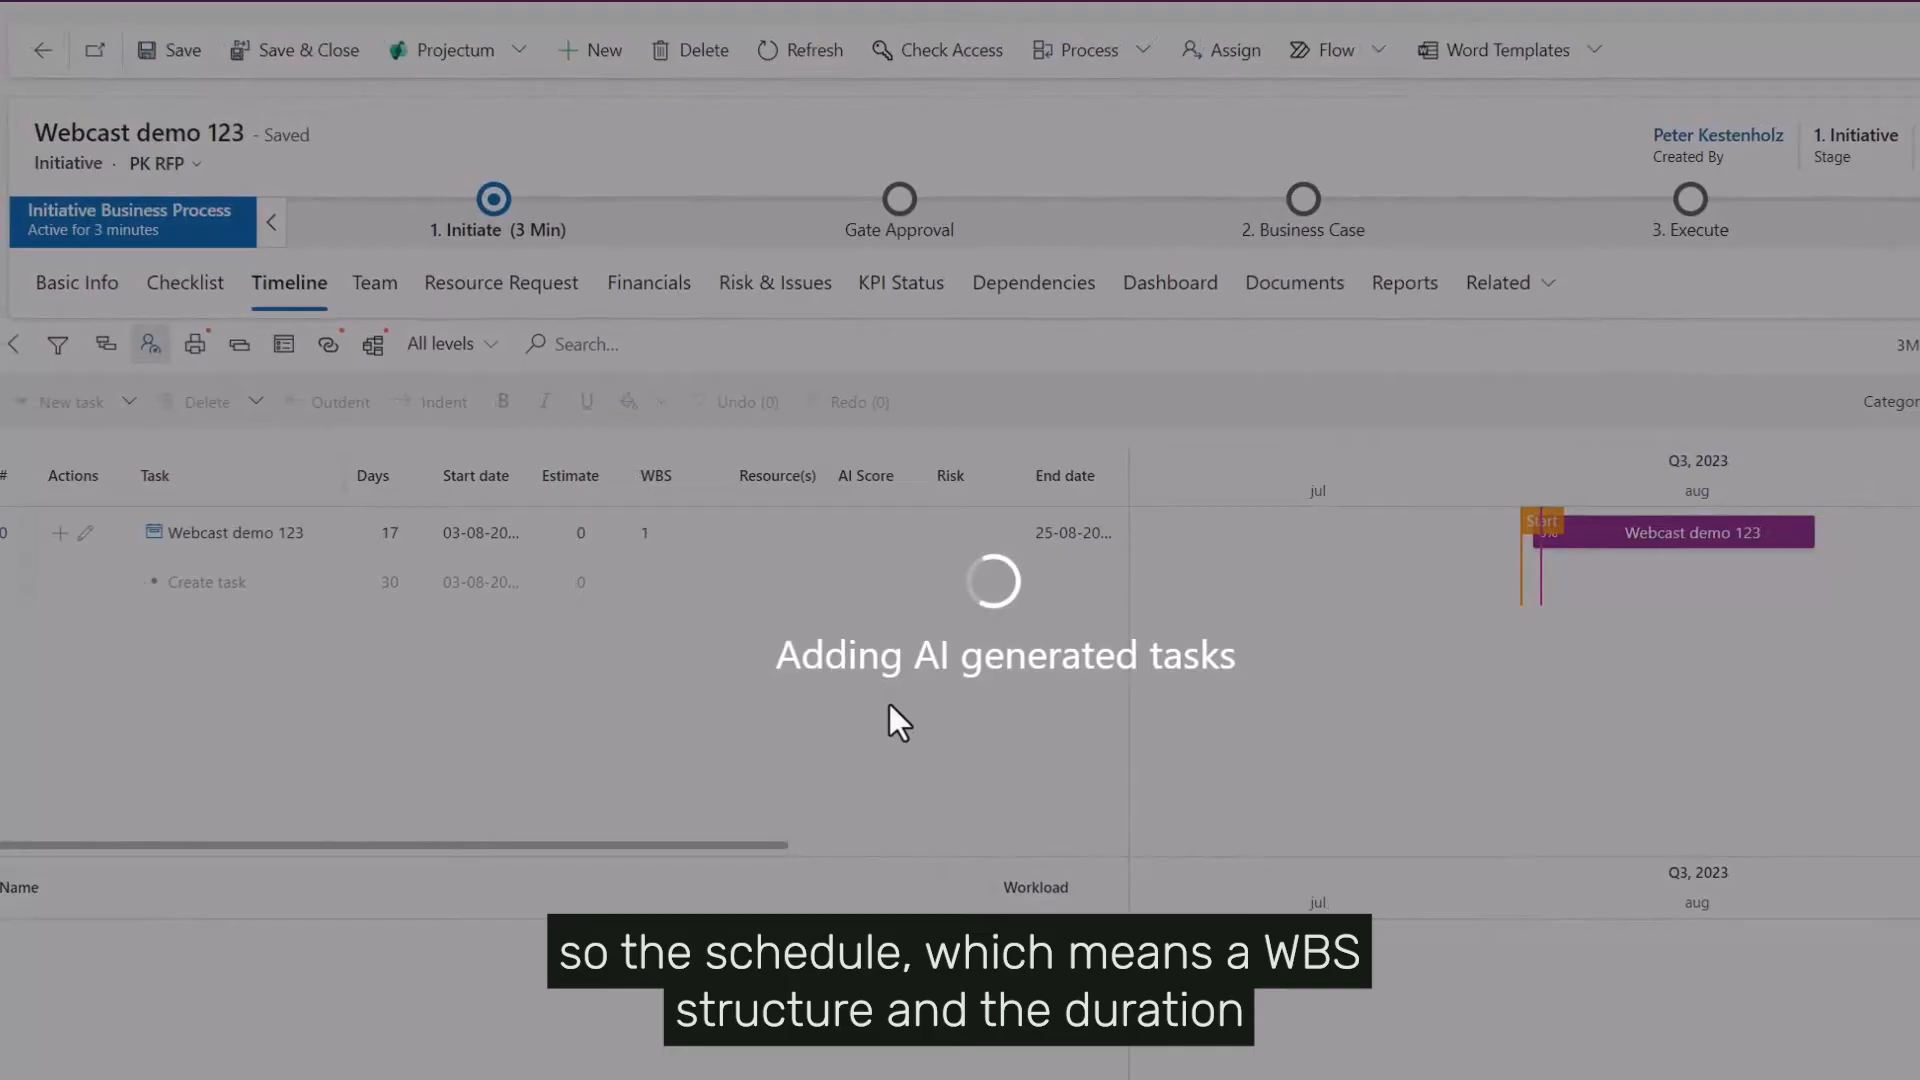 Save Save & Close Projectum New Delete Refresh Check Access Process Assign Flow Word Templates
Webcast demo 123 - Saved
Initiative · PK RFP
Peter Kestenholz
Created By
1. Initiative
Stage
Initiative Business Process
Active for 3 minutes
1. Initiate (3 Min)
Gate Approval
2. Business Case
3. Execute
Basic Info Checklist Timeline Team Resource Request Financials Risk & Issues KPI Status Dependencies Dashboard Documents Reports Related
All levels Search... 3M
New task Delete Outdent Indent B I U Undo (0) Redo (0) Categor
# Actions Task Days Start date Estimate WBS Resource(s) AI Score Risk End date
Q3, 2023
jul aug
0 Webcast demo 123 17 03-08-20... 0 1 25-08-20...
Start
Webcast demo 123
Create task 30 03-08-20... 0
Adding AI generated tasks
Name Workload
Q3, 2023
jul aug
so the schedule, which means a WBS
structure and the duration